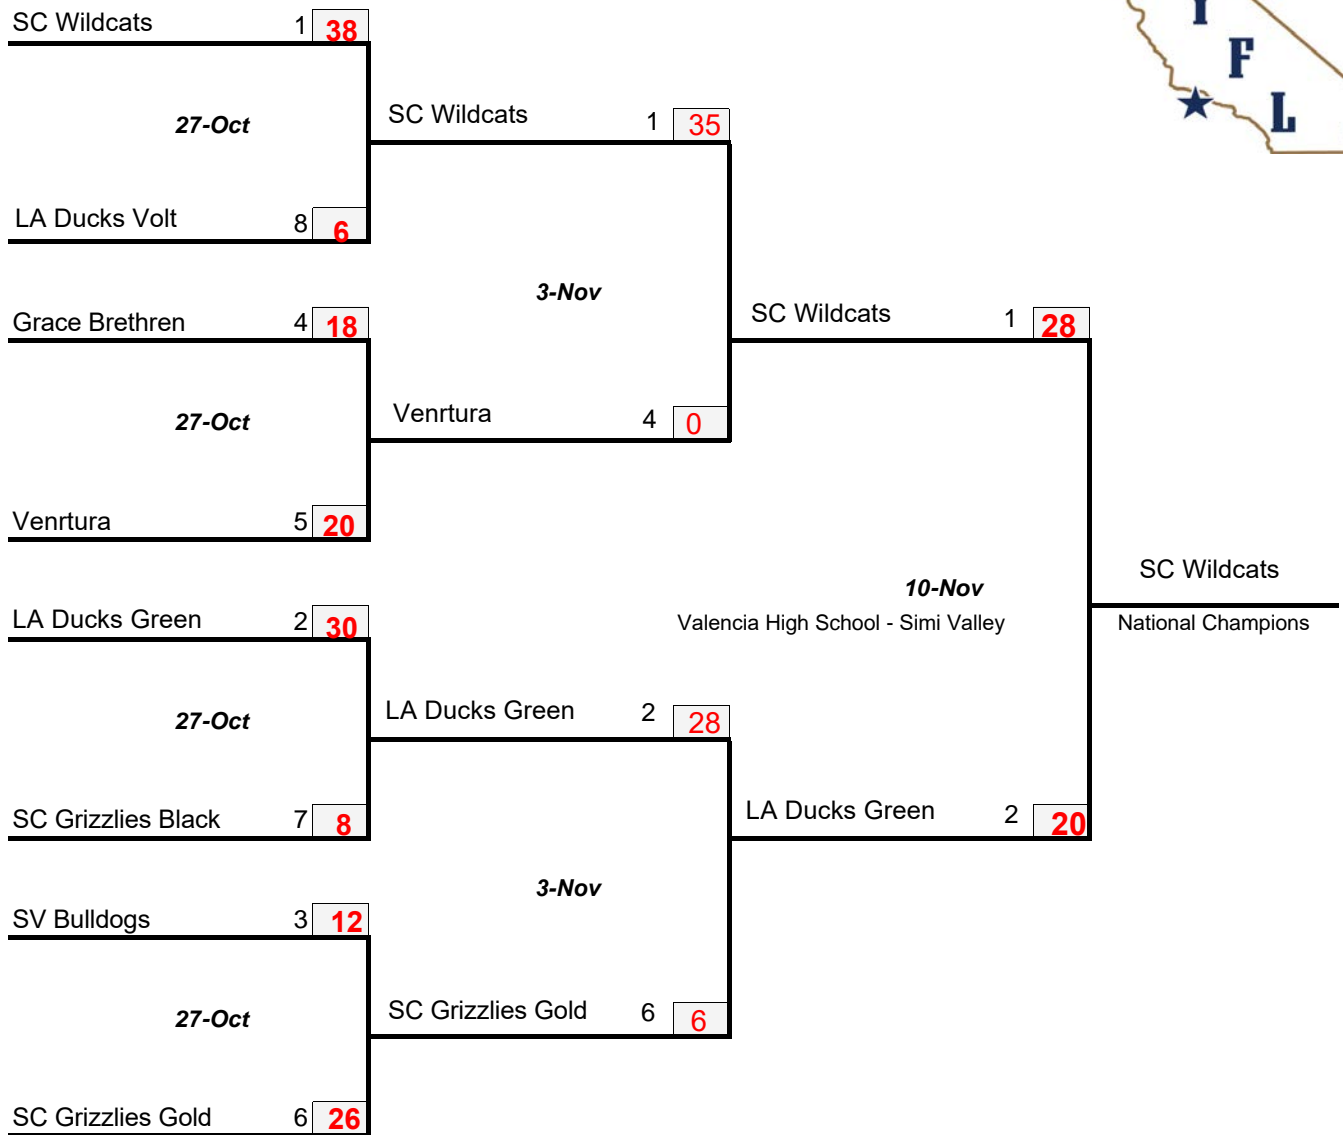 SC Wildcats 1 38
27-Oct
LA Ducks Volt 8 6
Grace Brethren 4 18
27-Oct
Venrtura 5 20
LA Ducks Green 2 30
27-Oct
SC Grizzlies Black 7 8
SV Bulldogs 3 12
27-Oct
SC Grizzlies Gold 6 26
SC Wildcats 1 35
3-Nov
Venrtura 4 0
LA Ducks Green 2 28
3-Nov
SC Grizzlies Gold 6 6
SC Wildcats 1 28
10-Nov
Valencia High School - Simi Valley
LA Ducks Green 2 20
SC Wildcats
National Champions
F
L